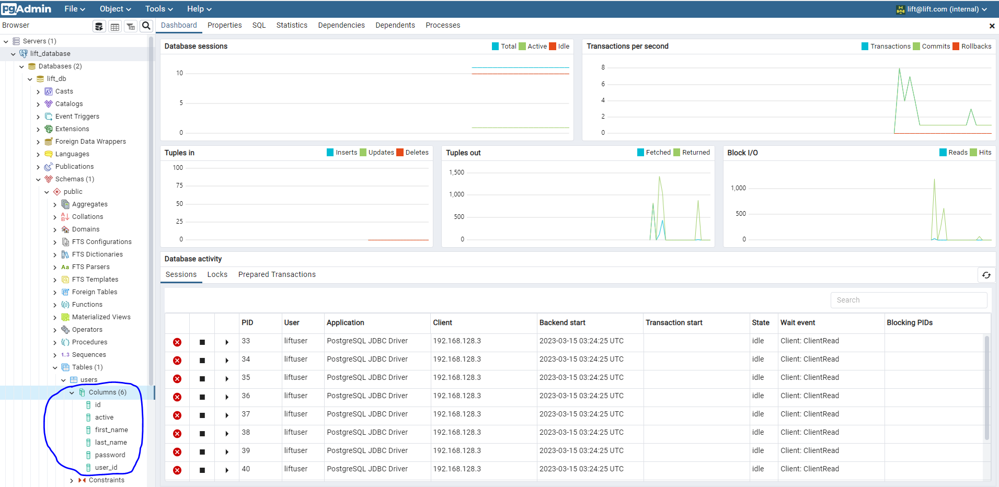 pgAdmin File Object Tools Help lift@lift.com (internal)
Browser
Dashboard Properties SQL Statistics Dependencies Dependents Processes
Servers (1)
lift_database
Databases (2)
lift_db
Casts
Catalogs
Event Triggers
Extensions
Foreign Data Wrappers
Languages
Publications
Schemas (1)
public
Aggregates
Collations
Domains
FTS Configurations
FTS Dictionaries
Aa FTS Parsers
FTS Templates
Foreign Tables
Functions
Materialized Views
Operators
Procedures
1..3 Sequences
Tables (1)
users
Columns (6)
id
active
first_name
last_name
password
user_id
Constraints
Database sessions Total Active Idle
10
5
0
Transactions per second Transactions Commits Rollbacks
8
6
4
2
0
Tuples in Inserts Updates Deletes
100
75
50
25
0
Tuples out Fetched Returned
1,500
1,000
500
0
Block I/O Reads Hits
1,000
500
0
Database activity
Sessions Locks Prepared Transactions
Search
PID User Application Client Backend start Transaction start State Wait event Blocking PIDs
33 liftuser PostgreSQL JDBC Driver 192.168.128.3 2023-03-15 03:24:25 UTC idle Client: ClientRead
34 liftuser PostgreSQL JDBC Driver 192.168.128.3 2023-03-15 03:24:25 UTC idle Client: ClientRead
35 liftuser PostgreSQL JDBC Driver 192.168.128.3 2023-03-15 03:24:25 UTC idle Client: ClientRead
36 liftuser PostgreSQL JDBC Driver 192.168.128.3 2023-03-15 03:24:25 UTC idle Client: ClientRead
37 liftuser PostgreSQL JDBC Driver 192.168.128.3 2023-03-15 03:24:25 UTC idle Client: ClientRead
38 liftuser PostgreSQL JDBC Driver 192.168.128.3 2023-03-15 03:24:25 UTC idle Client: ClientRead
39 liftuser PostgreSQL JDBC Driver 192.168.128.3 2023-03-15 03:24:25 UTC idle Client: ClientRead
40 liftuser PostgreSQL JDBC Driver 192.168.128.3 2023-03-15 03:24:25 UTC idle Client: ClientRead